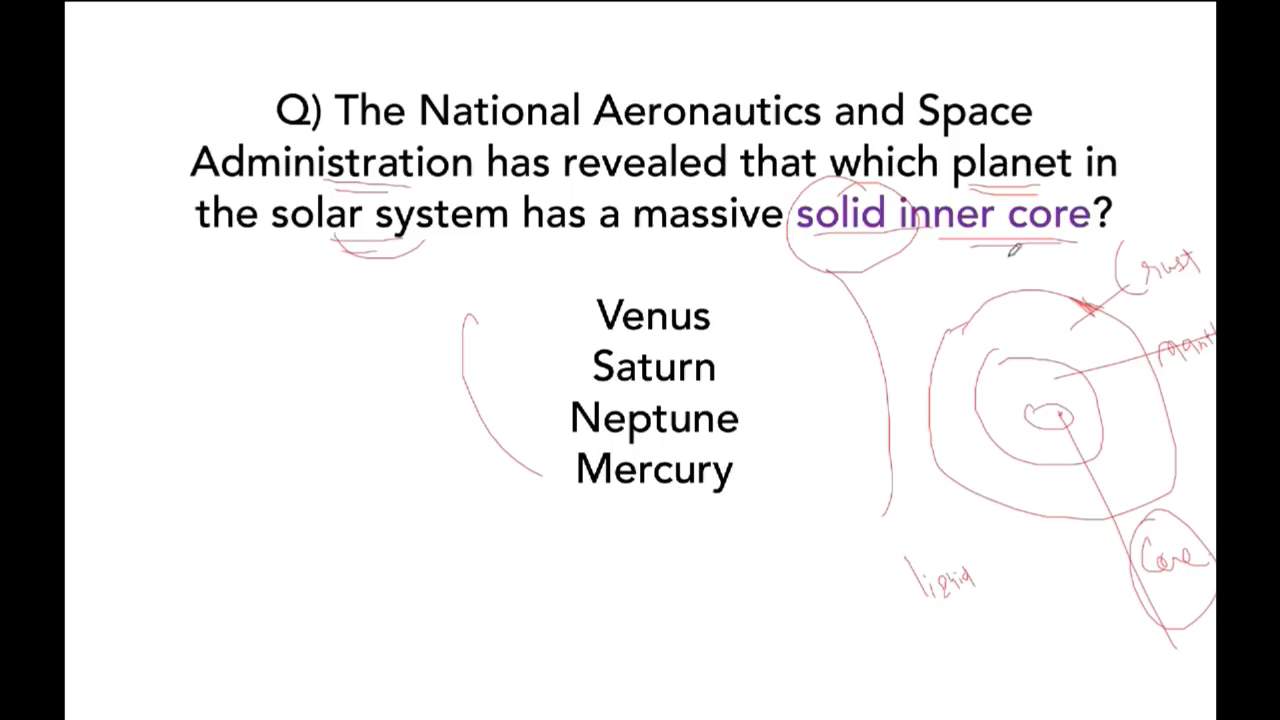 Q) The National Aeronautics and Space
Administration has revealed that which planet in
the solar system has a massive solid inner core?
Venus
Saturn
Neptune
Mercury
Crust
Core
liquid